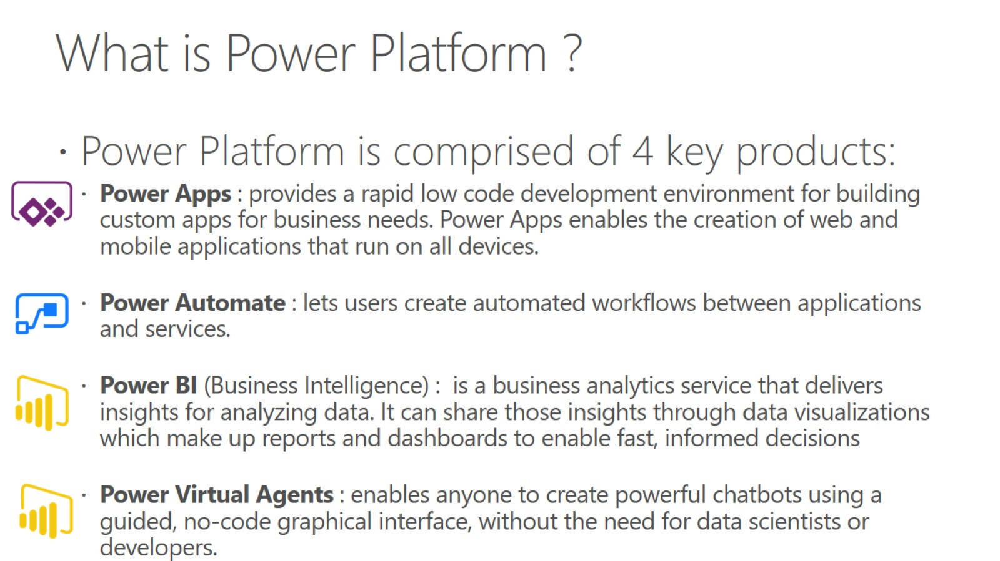 What is Power Platform ?
· Power Platform is comprised of 4 key products:
· Power Apps : provides a rapid low code development environment for building
custom apps for business needs. Power Apps enables the creation of web and
mobile applications that run on all devices.
· Power Automate : lets users create automated workflows between applications
and services.
· Power BI (Business Intelligence) :  is a business analytics service that delivers
insights for analyzing data. It can share those insights through data visualizations
which make up reports and dashboards to enable fast, informed decisions
· Power Virtual Agents : enables anyone to create powerful chatbots using a
guided, no-code graphical interface, without the need for data scientists or
developers.